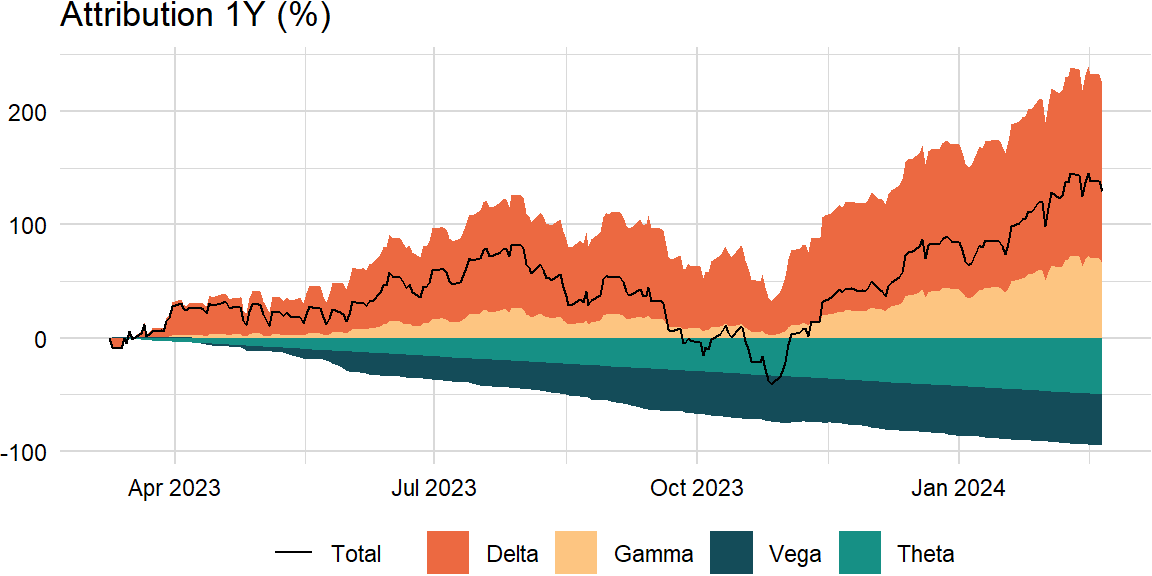 Attribution 1Y (%)
200
100
0
-100
Apr 2023 Jul 2023 Oct 2023 Jan 2024
Total Delta Gamma Vega Theta